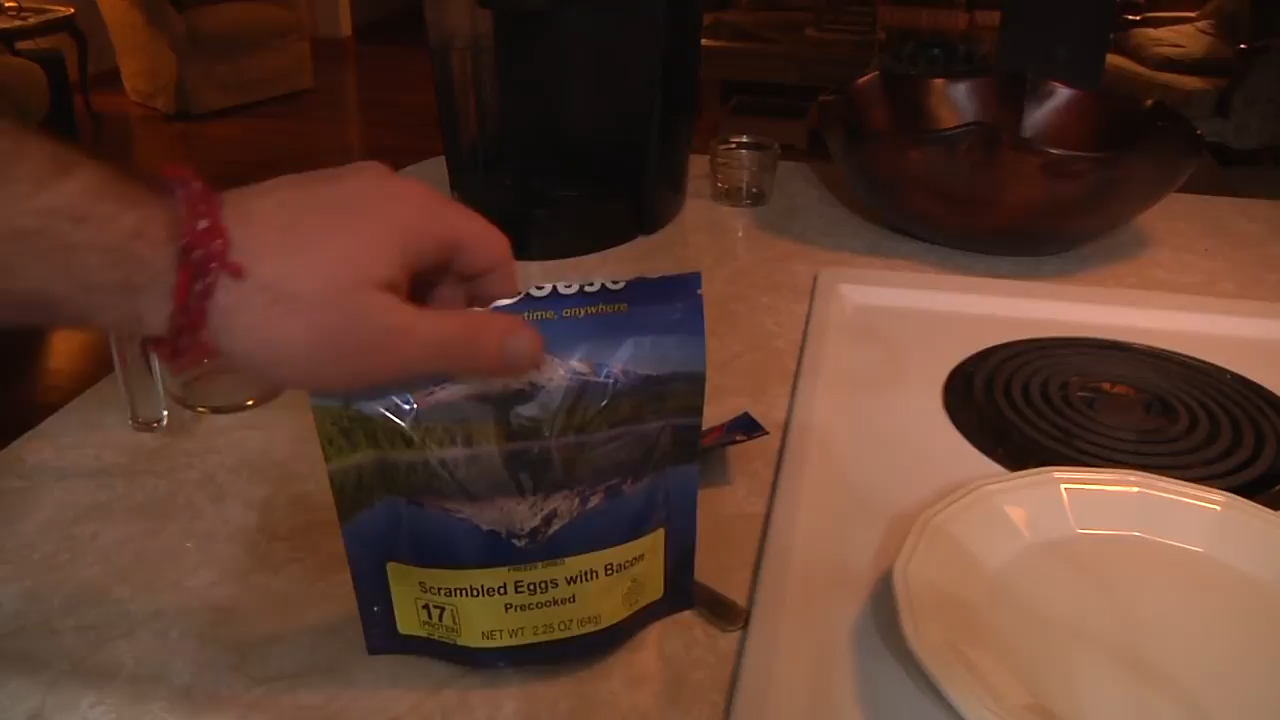 time, anywhere
FREEZE DRIED
Scrambled Eggs with Bacon
Precooked
17
PROTEIN
NET WT 2.25 OZ (64g)